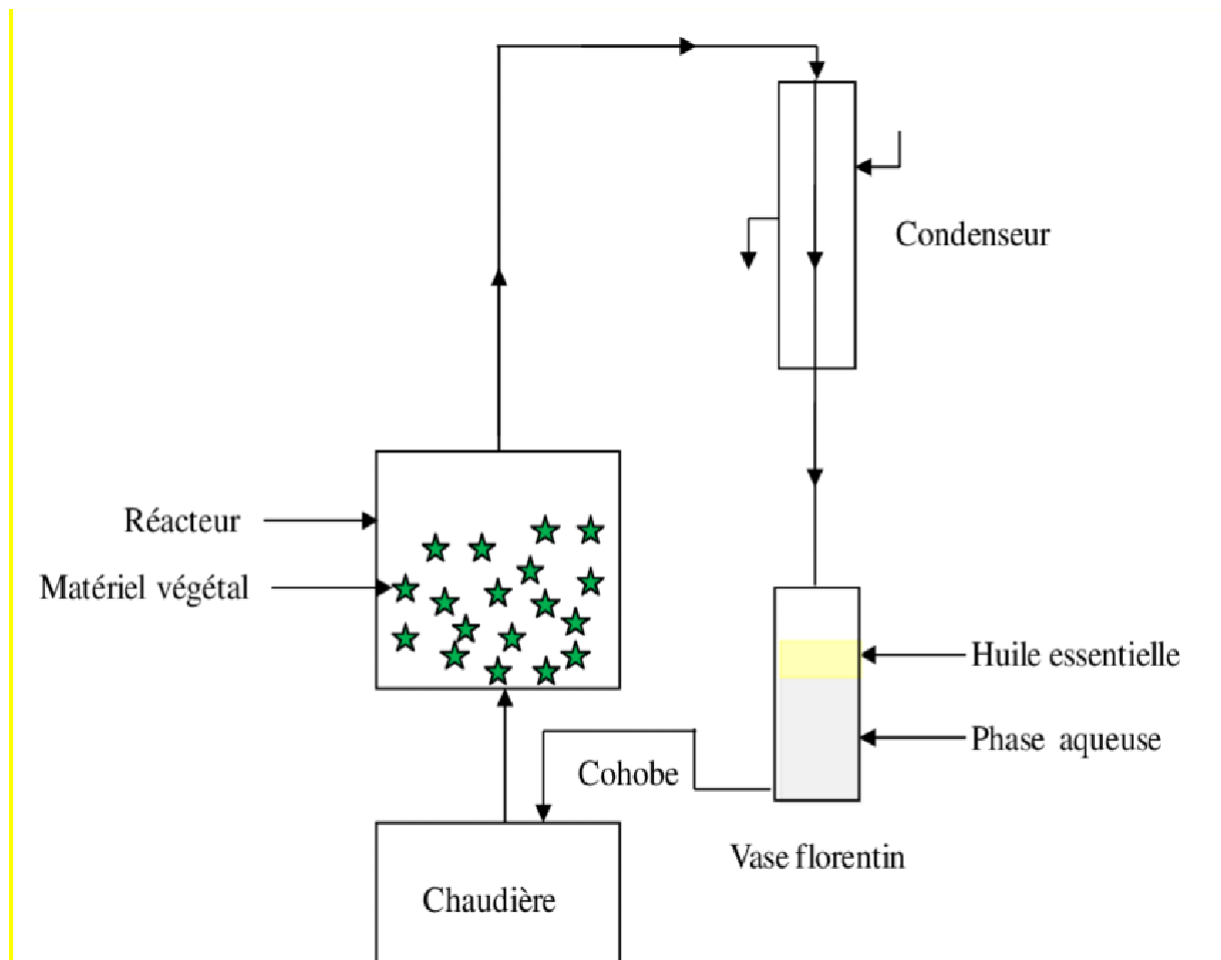 Condenseur
Réacteur
Matériel végétal
Huile essentielle
Phase aqueuse
Cohobe
Vase florentin
Chaudière